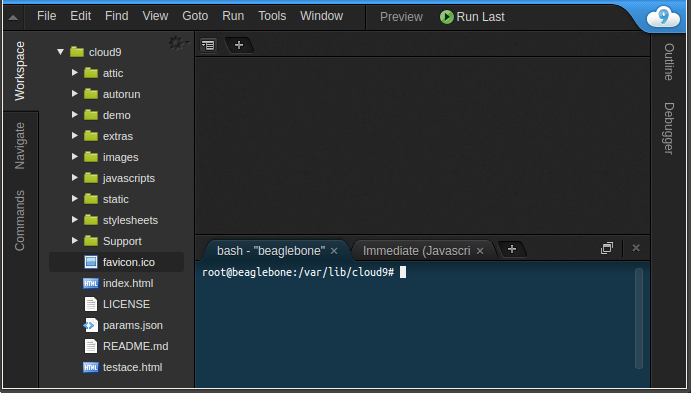 File Edit Find View Goto Run Tools Window Preview Run Last
Workspace
Navigate
Commands
cloud9
attic
autorun
demo
extras
images
javascripts
static
stylesheets
Support
favicon.ico
index.html
LICENSE
params.json
README.md
testace.html
bash - "beaglebone"
Immediate (Javascri
root@beaglebone:/var/lib/cloud9#
Outline
Debugger